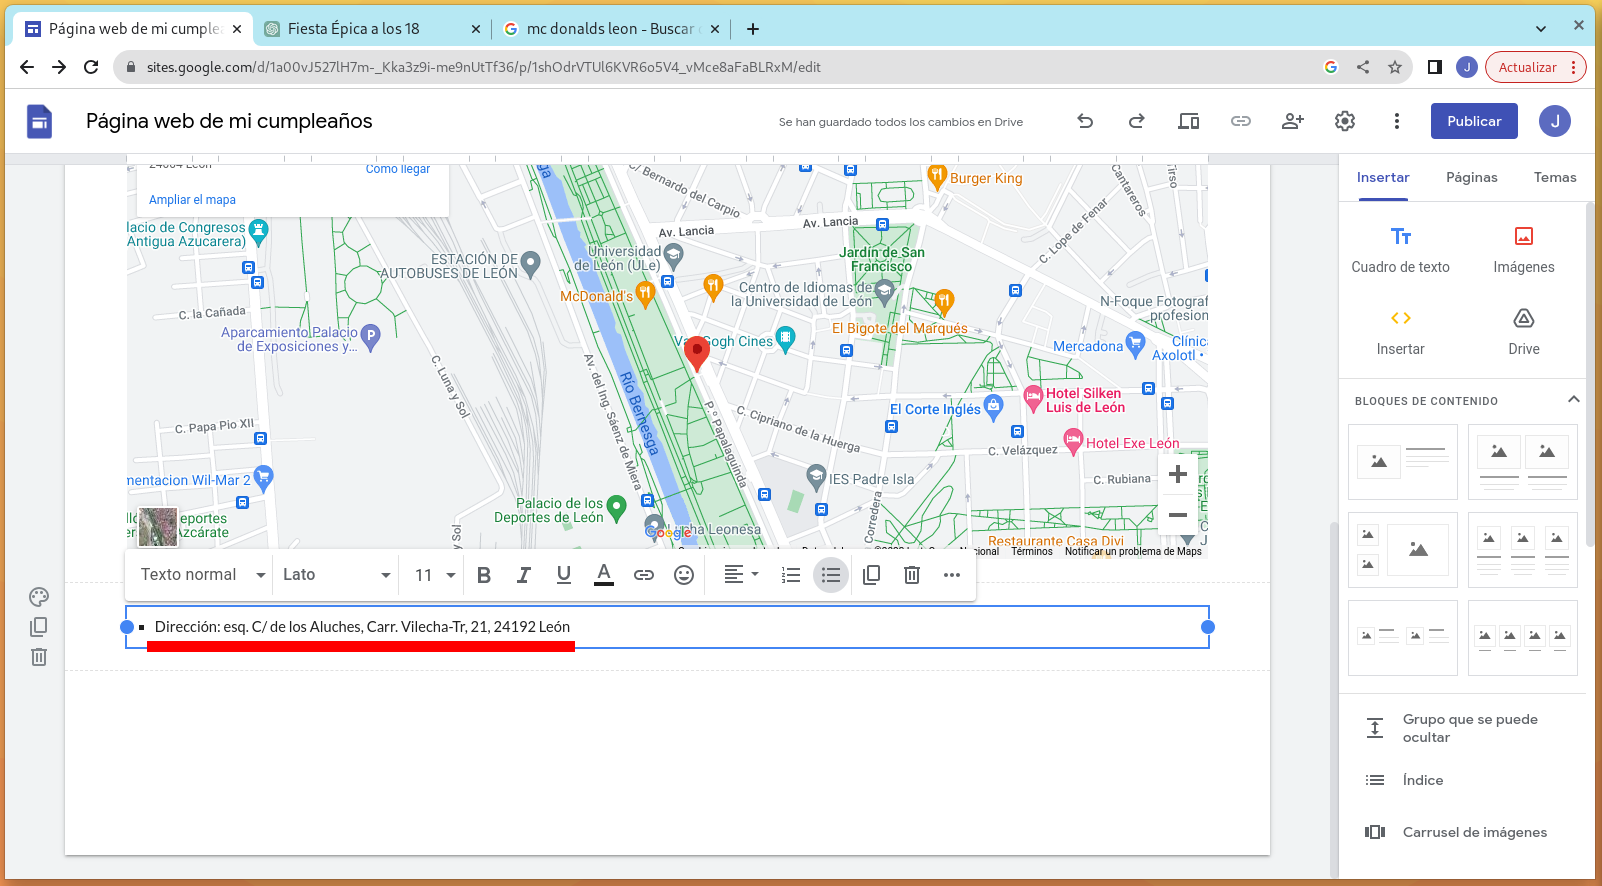 Página web de mi cumple
Fiesta Épica a los 18
mc donalds leon - Buscar
sites.google.com/d/1a00vJ527lH7m-_Kka3z9i-me9nUtTf36/p/1shOdrVTUl6KVR6o5V4_vMce8aFaBLRxM/edit
Actualizar
Página web de mi cumpleaños
Se han guardado todos los cambios en Drive
Publicar
J
Insertar
Páginas
Temas
Cómo llegar
Ampliar el mapa
lacio de Congresos
Antigua Azucarera)
ESTACIÓN DE
AUTOBUSES DE LEÓN
C. la Cañada
Aparcamiento Palacio
de Exposiciones y...
C. Luna y Sol
C. Papa Pio XII
mentacion Wil-Mar 2
eportes
Azcárate
C/ Bernardo del Carpio
Av. Lancia
Av. Lancia
Burger King
Universidad
de León (ULe)
McDonald's
Jardín de San
Francisco
Centro de Idiomas de
la Universidad de León
El Bigote del Marqués
C. Lope de Fenar
Cantareros
Tirso
N-Foque Fotograf
profesion
Mercadona
Clínic
Axolotl •
Hotel Silken
Luis de León
El Corte Inglés
Hotel Exe León
C. Velázquez
C. Rubiana
C. Cipriano de la Huerga
P.º Papalaguinda
Río Bernesga
Av. del Ing. Sáenz de Miera
IES Padre Isla
Corredera
Palacio de los
Deportes de León
Lucha Leonesa
Restaurante Casa Divi
Google
Términos
Notificar un problema de Maps
Texto normal
Lato
11
Dirección: esq. C/ de los Aluches, Carr. Vilecha-Tr, 21, 24192 León
Cuadro de texto
Imágenes
Insertar
Drive
BLOQUES DE CONTENIDO
Grupo que se puede
ocultar
Índice
Carrusel de imágenes